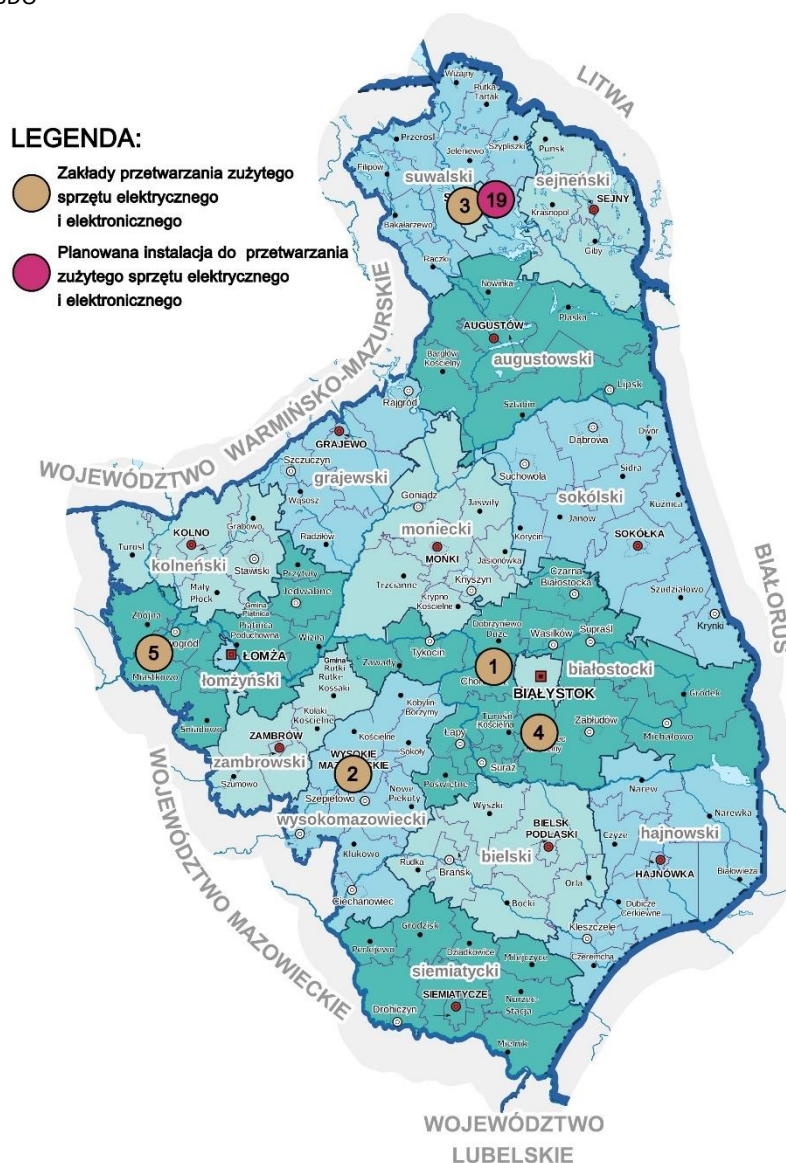 BDO
LITWA
LEGENDA:
Zakłady przetwarzania zużytego
sprzętu elektrycznego
i elektronicznego
Planowana instalacja do przetwarzania
zużytego sprzętu elektrycznego
i elektronicznego
Wiżajny
Rutka-
Tartak
Przerośl
Jeleniewo
Szypliszki
Puńsk
Filipów
suwalski
sejneński
3
19
Krasnopol
SEJNY
Bakałarzewo
Giby
Raczki
Nowinka
Płaska
AUGUSTÓW
augustowski
Bargłów
Kościelny
Lipsk
Sztabin
Rajgród
WOJEWÓDZTWO WARMIŃSKO-MAZURSKIE
GRAJEWO
Szczuczyn
grajewski
Wąsosz
Radziłów
Dąbrowa
Dwór
Suchowola
Sidra
sokólski
Kuźnica
Janów
Korycin
SOKÓŁKA
Szudziałowo
Krynki
BIAŁORUŚ
Goniądz
Jaświły
moniecki
MOŃKI
Jasionówka
Trzcianne
Knyszyn
Krypno
Kościelne
KOLNO
Grabowo
Turośl
kolneński
Stawiski
Mały
Płock
Przytuły
Jedwabne
Gmina
Piątnica
Piątnica
Poduchowna
Zbójna
5
Miastkowo
ŁOMŻA
Wizna
łomżyński
Śniadowo
Czarna
Białostocka
Dobrzyniewo
Duże
Wasilków
Supraśl
Tykocin
Zawady
1
białostocki
BIAŁYSTOK
Gródek
Michałowo
Zabłudów
Turośń
Kościelna
4
Łapy
Suraż
Poświętne
Gmina
Rutki
Rutki-
Kossaki
Kołaki
Kościelne
ZAMBRÓW
zambrowski
Szumowo
Kobylin-
Borzymy
Kościelne
Sokoły
WYSOKIE
2
Nowe
Piekuty
Szepietowo
wysokomazowiecki
Klukowo
Ciechanowiec
WOJEWÓDZTWO MAZOWIECKIE
Wyszki
BIELSK
PODLASKI
bielski
Rudka
Brańsk
Orla
Boćki
Narew
Narewka
Czyże
hajnowski
HAJNÓWKA
Białowieża
Dubicze
Cerkiewne
Kleszczele
Czeremcha
Grodzisk
Perlejewo
Dziadkowice
Milejczyce
siemiatycki
SIEMIATYCZE
Nurzec-
Stacja
Drohiczyn
Mielnik
WOJEWÓDZTWO
LUBELSKIE